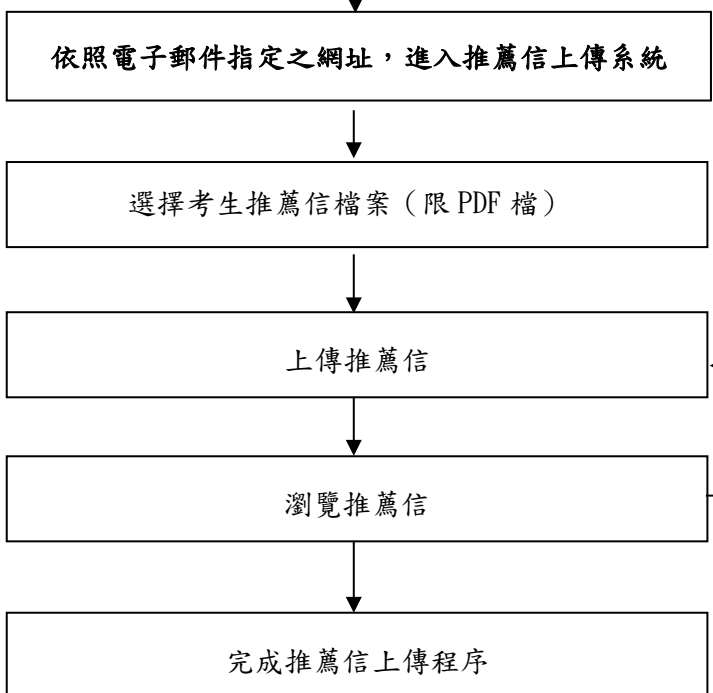 依照電子郵件指定之網址，進入推薦信上傳系統
選擇考生推薦信檔案（限 PDF 檔）
上傳推薦信
瀏覽推薦信
完成推薦信上傳程序